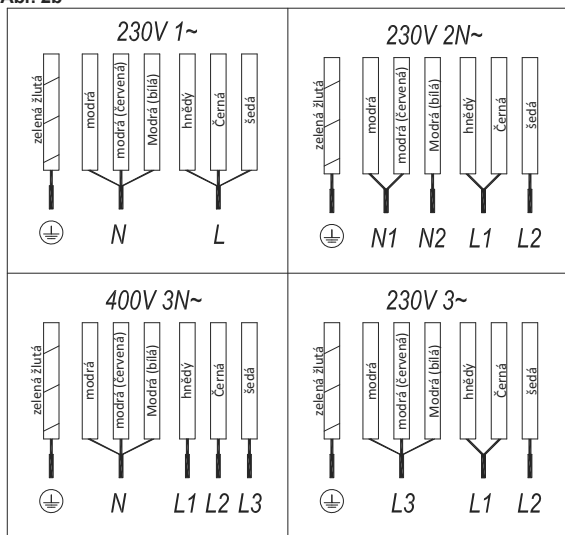 Abr. 2b
230V 1~
zelená žlutá
modrá
modrá (červená)
Modrá (bílá)
hnědý
Černá
šedá
N
L
230V 2N~
zelená žlutá
modrá
modrá (červená)
Modrá (bílá)
hnědý
Černá
šedá
N1 N2 L1 L2
400V 3N~
zelená žlutá
modrá
modrá (červená)
Modrá (bílá)
hnědý
Černá
šedá
N L1 L2 L3
230V 3~
zelená žlutá
modrá
modrá (červená)
Modrá (bílá)
hnědý
Černá
šedá
L3 L1 L2